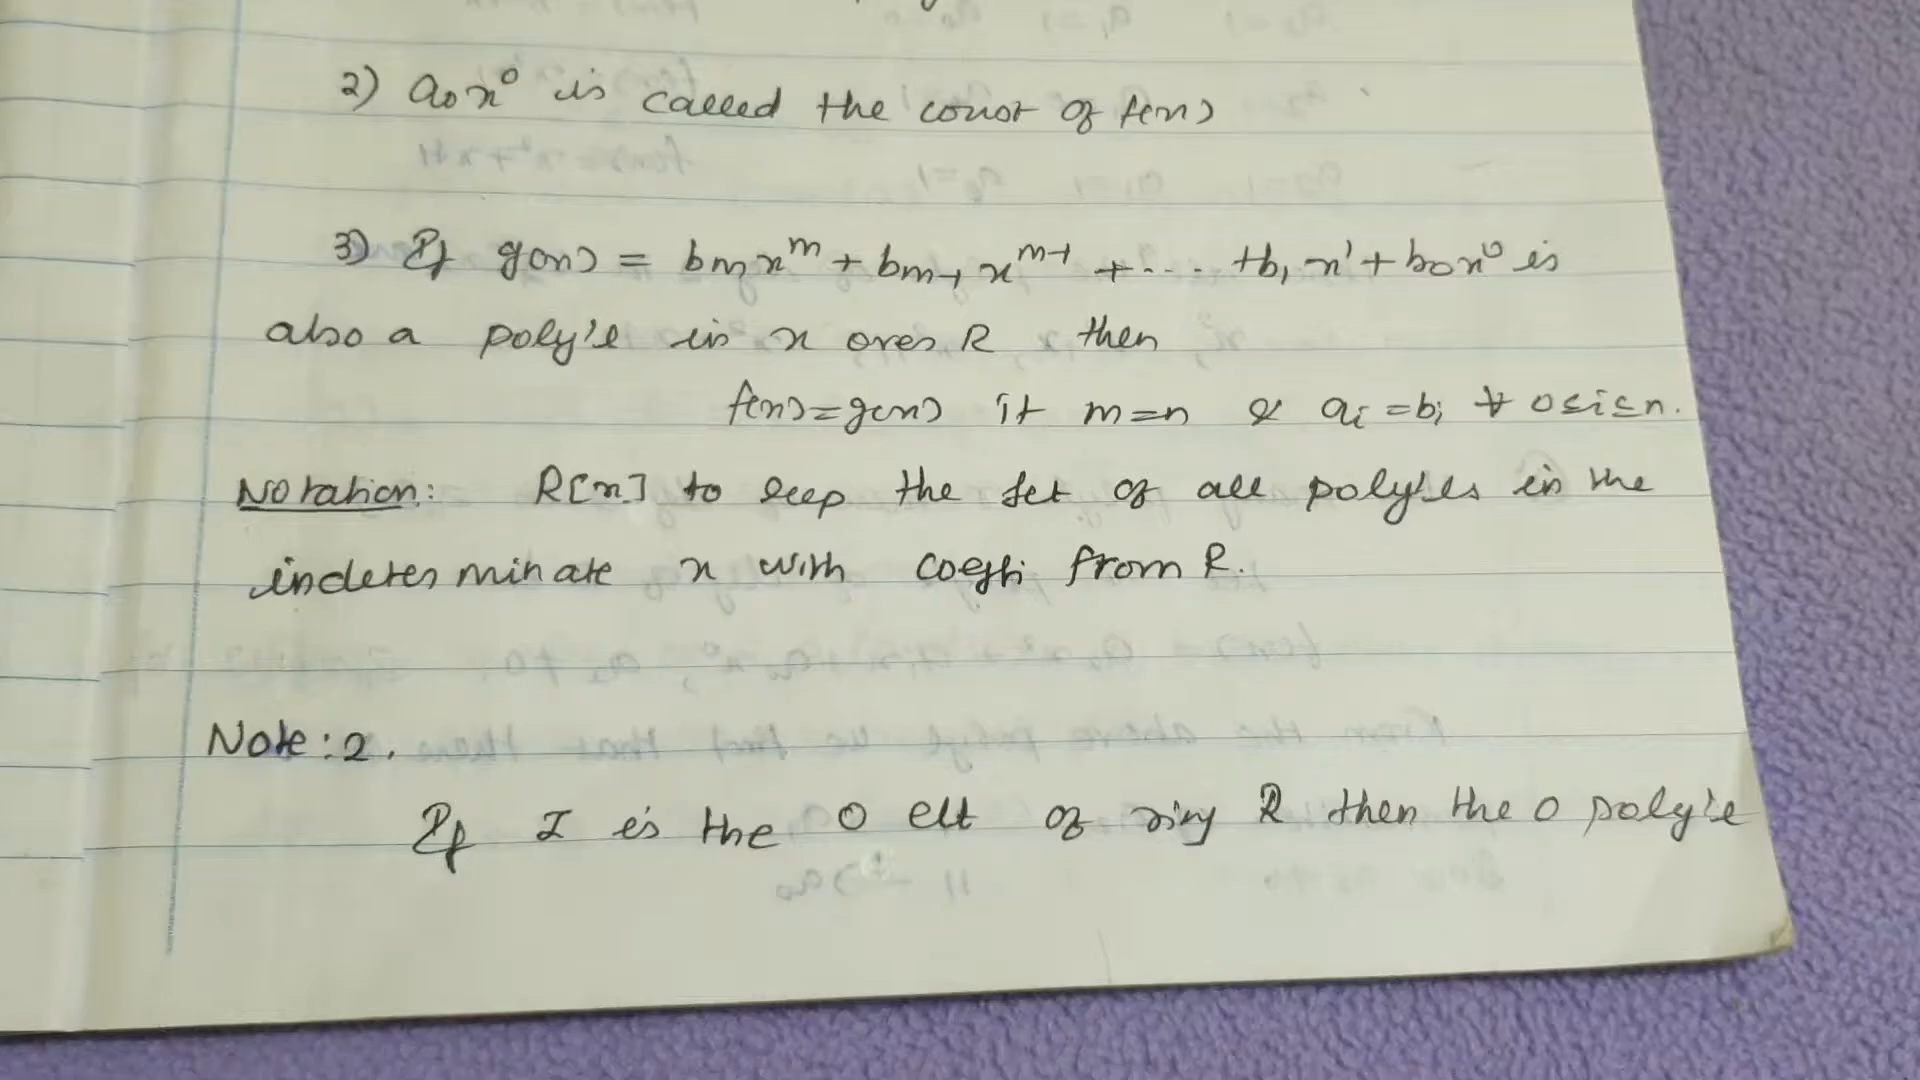 2) a₀x⁰ is called the const of f(x)
3) If g(x) = bₘxᵐ + bₘ₋₁xᵐ⁻¹ + ... + b₁x¹ + b₀x⁰ is
also a poly'l in x over R then
f(x) = g(x) if m = n & aᵢ = bᵢ ∀ 0 ≤ i ≤ n.
Notation: R[x] to rep the set of all poly'ls in the
indeterminate x with coeffi from R.
Note: 2.
If I is the 0 elt of ring R then the 0 poly'l